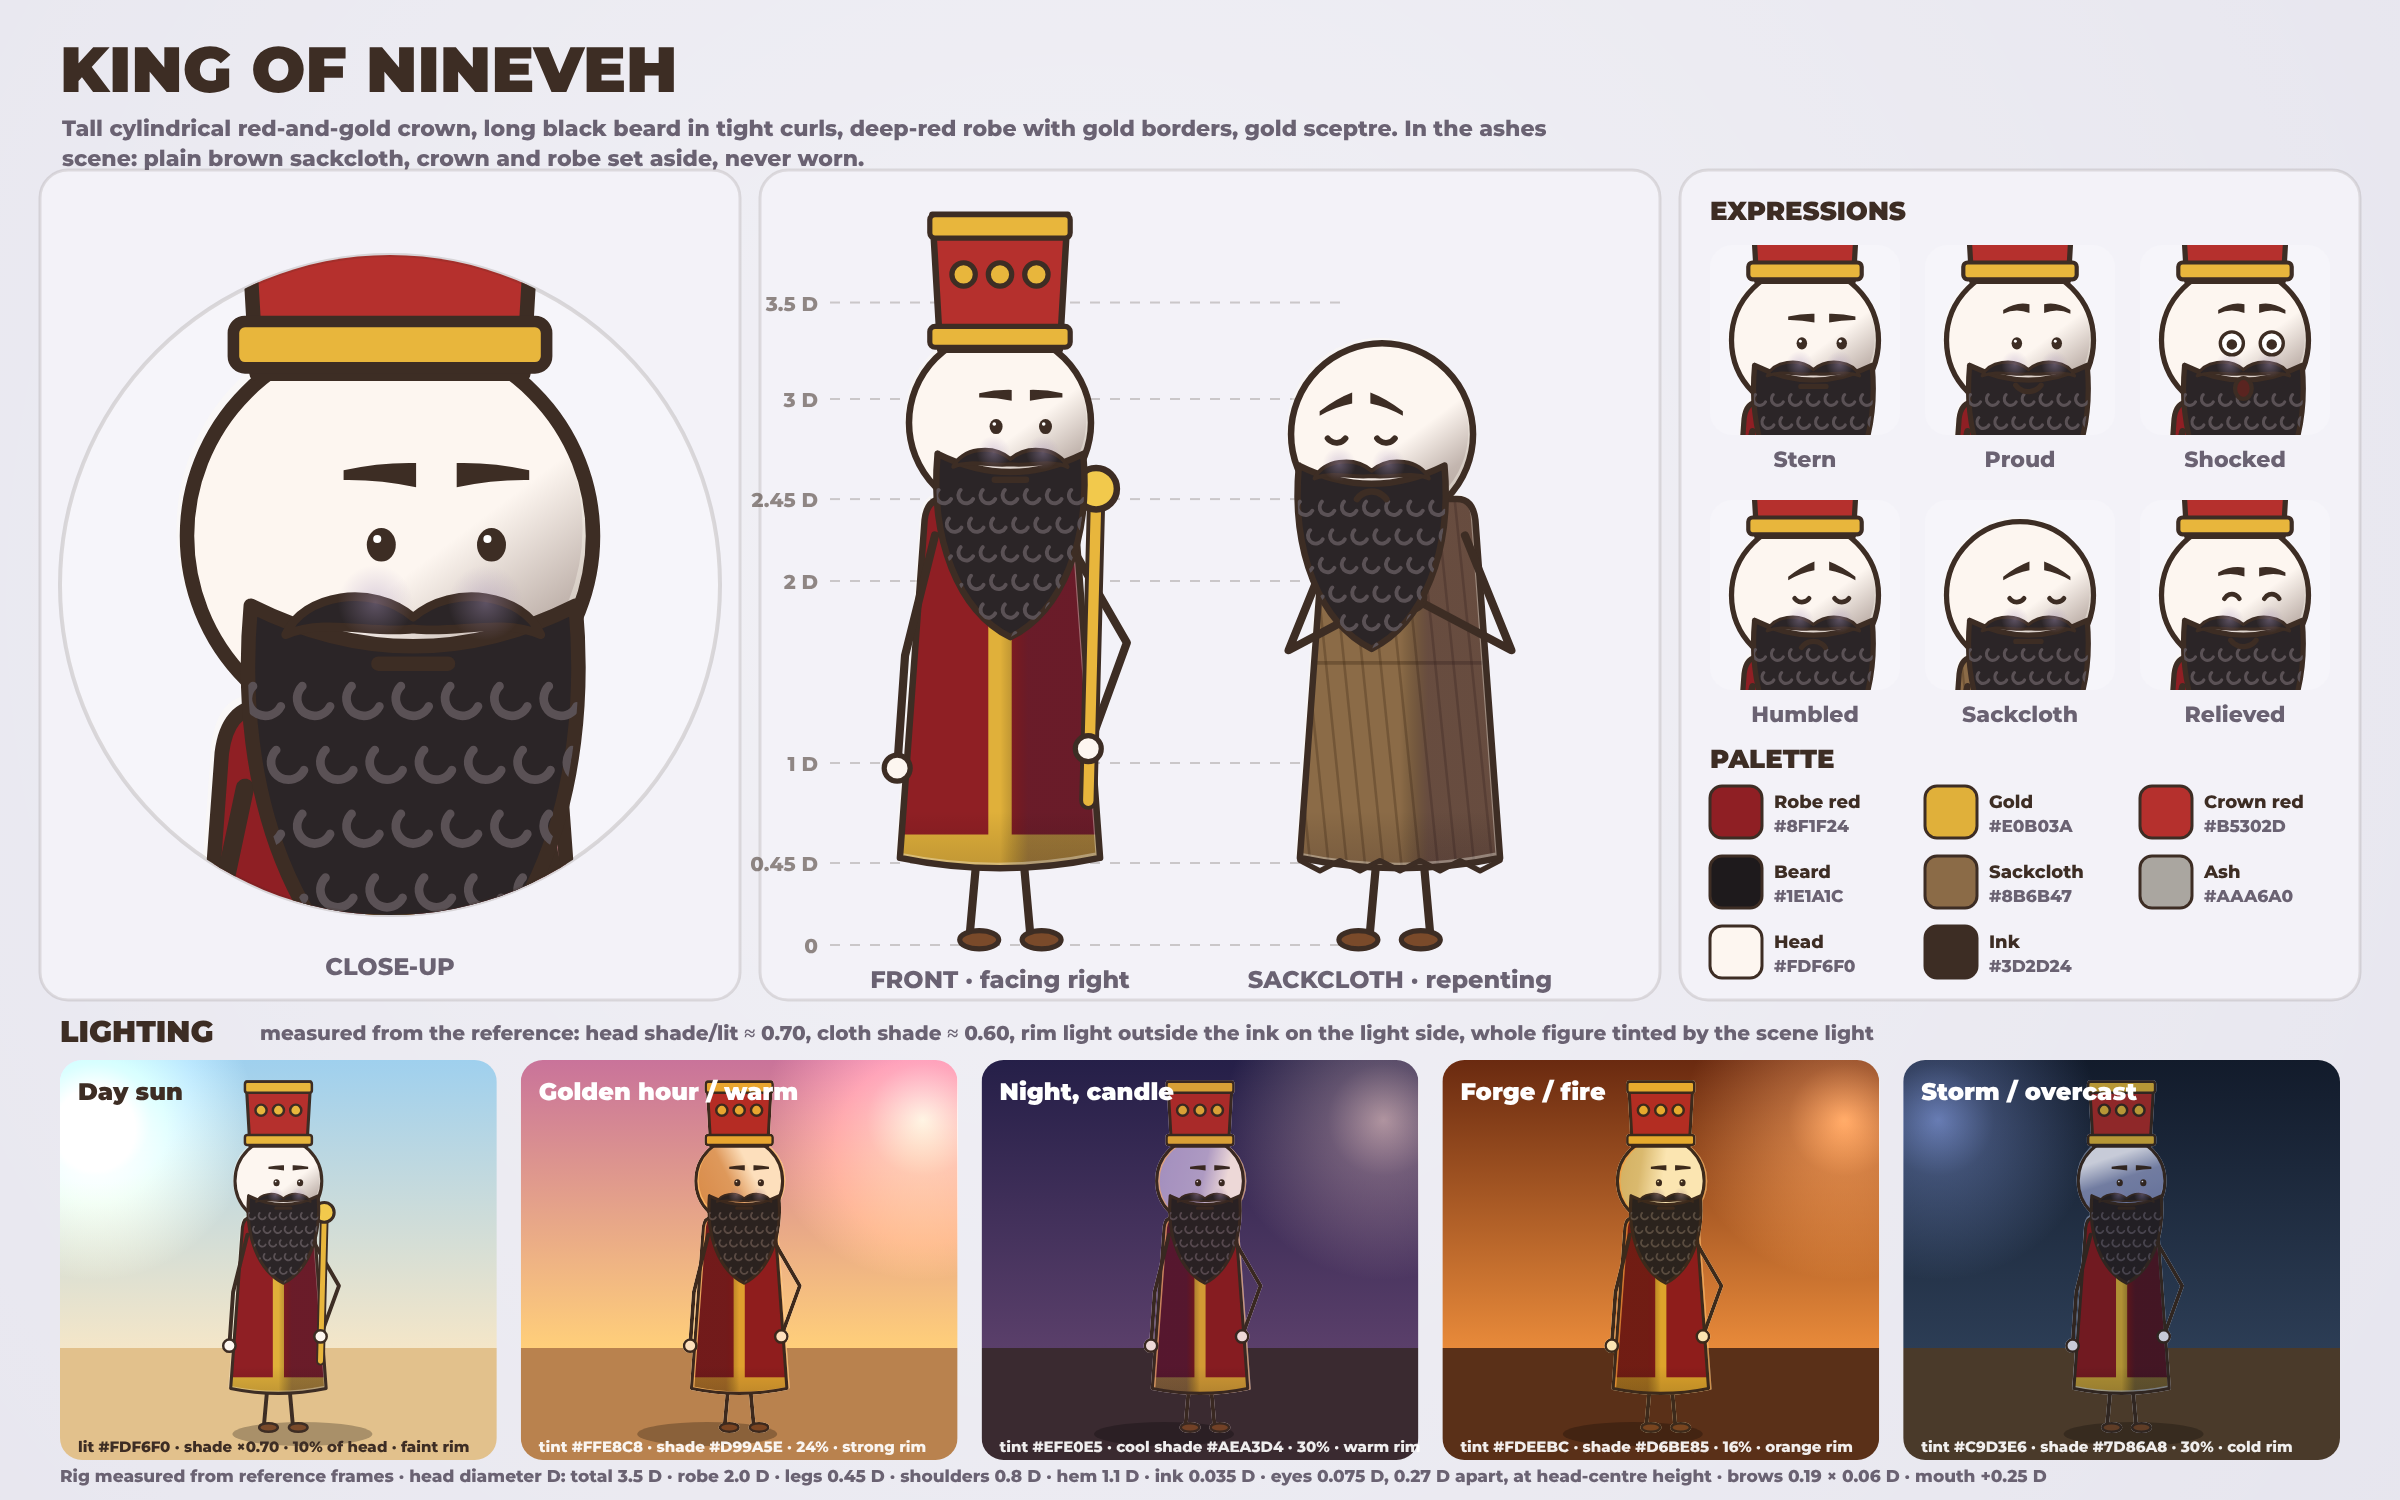 KING OF NINEVEH
Tall cylindrical red-and-gold crown, long black beard in tight curls, deep-red robe with gold borders, gold sceptre. In the ashes
scene: plain brown sackcloth, crown and robe set aside, never worn.
CLOSE-UP
3.5 D
3 D
2.45 D
2 D
1 D
0.45 D
0
FRONT · facing right
SACKCLOTH · repenting
EXPRESSIONS
Stern
Proud
Shocked
Humbled
Sackcloth
Relieved
PALETTE
Robe red
#8F1F24
Gold
#E0B03A
Crown red
#B5302D
Beard
#1E1A1C
Sackcloth
#8B6B47
Ash
#AAA6A0
Head
#FDF6F0
Ink
#3D2D24
LIGHTING
measured from the reference: head shade/lit ≈ 0.70, cloth shade ≈ 0.60, rim light outside the ink on the light side, whole figure tinted by the scene light
Day sun
lit #FDF6F0 · shade ×0.70 · 10% of head · faint rim
Golden hour / warm
tint #FFE8C8 · shade #D99A5E · 24% · strong rim
Night, candle
tint #EFE0E5 · cool shade #AEA3D4 · 30% · warm rim
Forge / fire
tint #FDEEBC · shade #D6BE85 · 16% · orange rim
Storm / overcast
tint #C9D3E6 · shade #7D86A8 · 30% · cold rim
Rig measured from reference frames · head diameter D: total 3.5 D · robe 2.0 D · legs 0.45 D · shoulders 0.8 D · hem 1.1 D · ink 0.035 D · eyes 0.075 D, 0.27 D apart, at head-centre height · brows 0.19 × 0.06 D · mouth +0.25 D